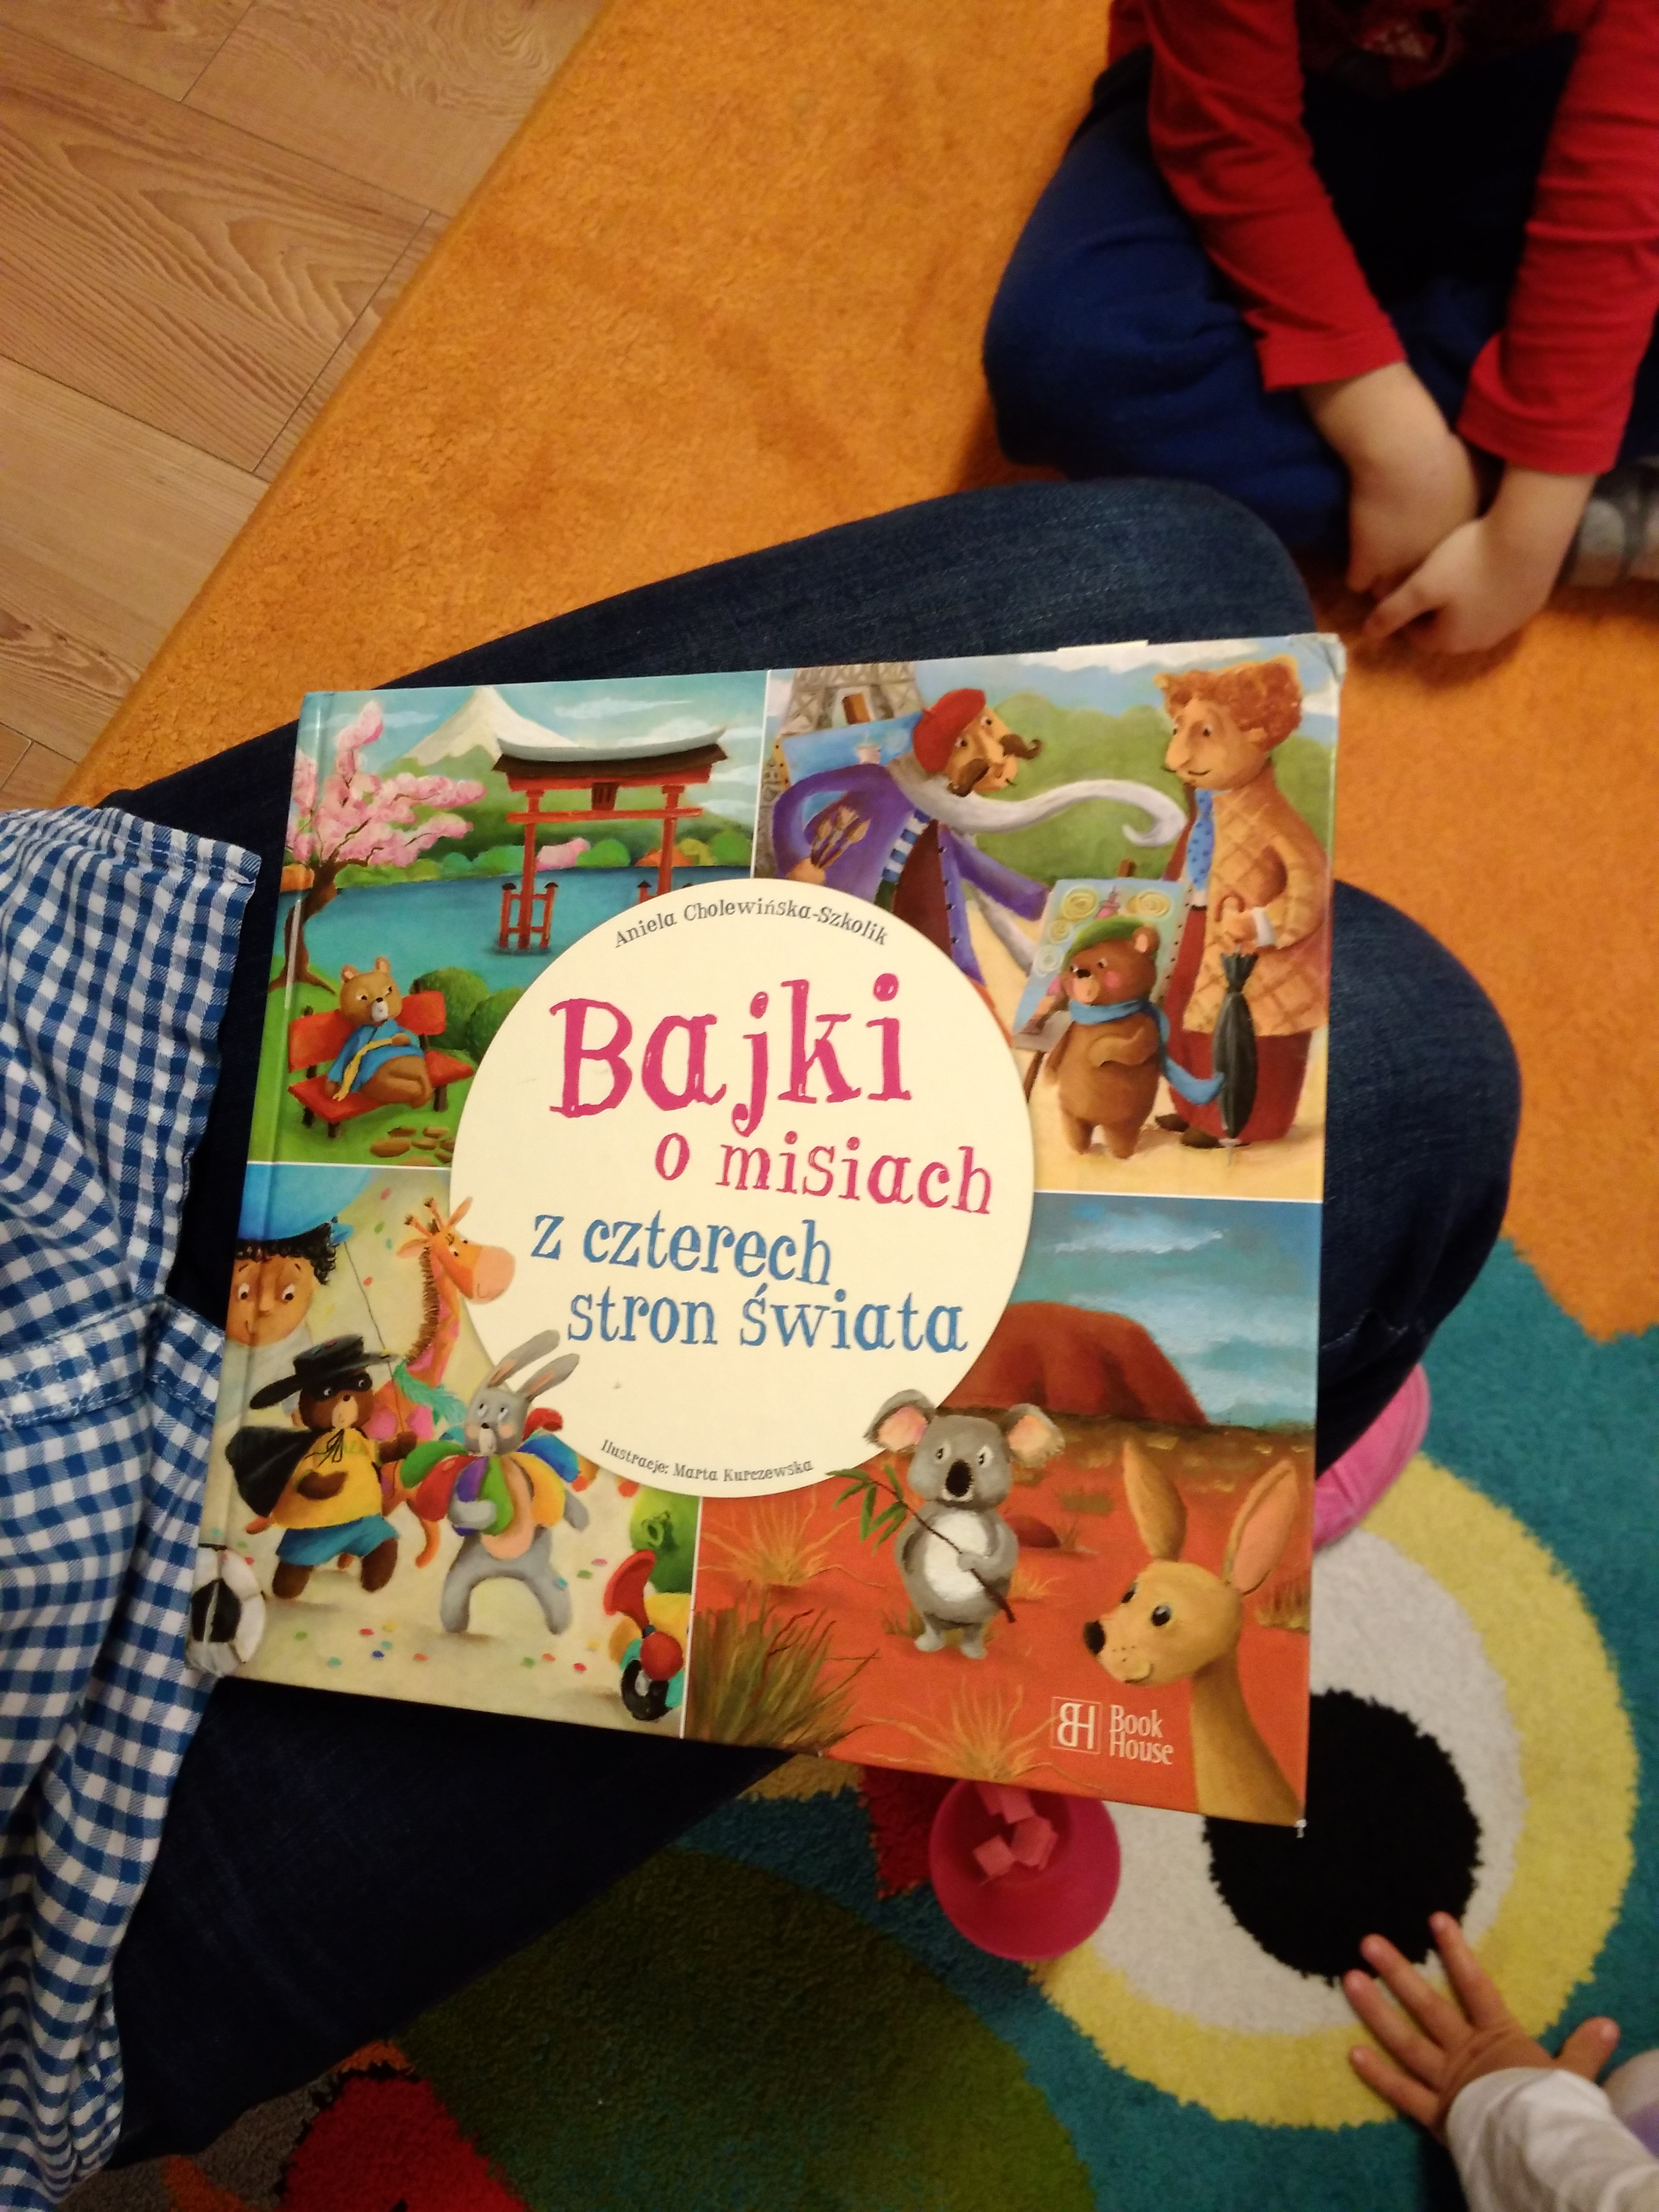 Aniela Cholewińska-Szkolik
Bajki
o misiach
z czterech
stron świata
Ilustracje: Marta Kurczewska
BH
Book
House